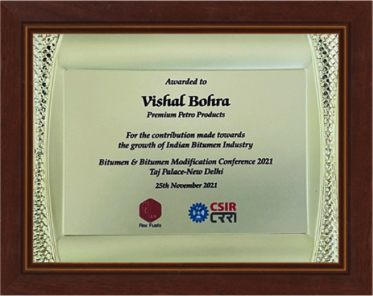 Awarded to
Vishal Bohra
Premium Petro Products
For the contribution made towards
the growth of Indian Bitumen Industry
Bitumen & Bitumen Modification Conference 2021
Taj Palace-New Delhi
25th November 2021
Rex Fuels
CSIR
CRRI